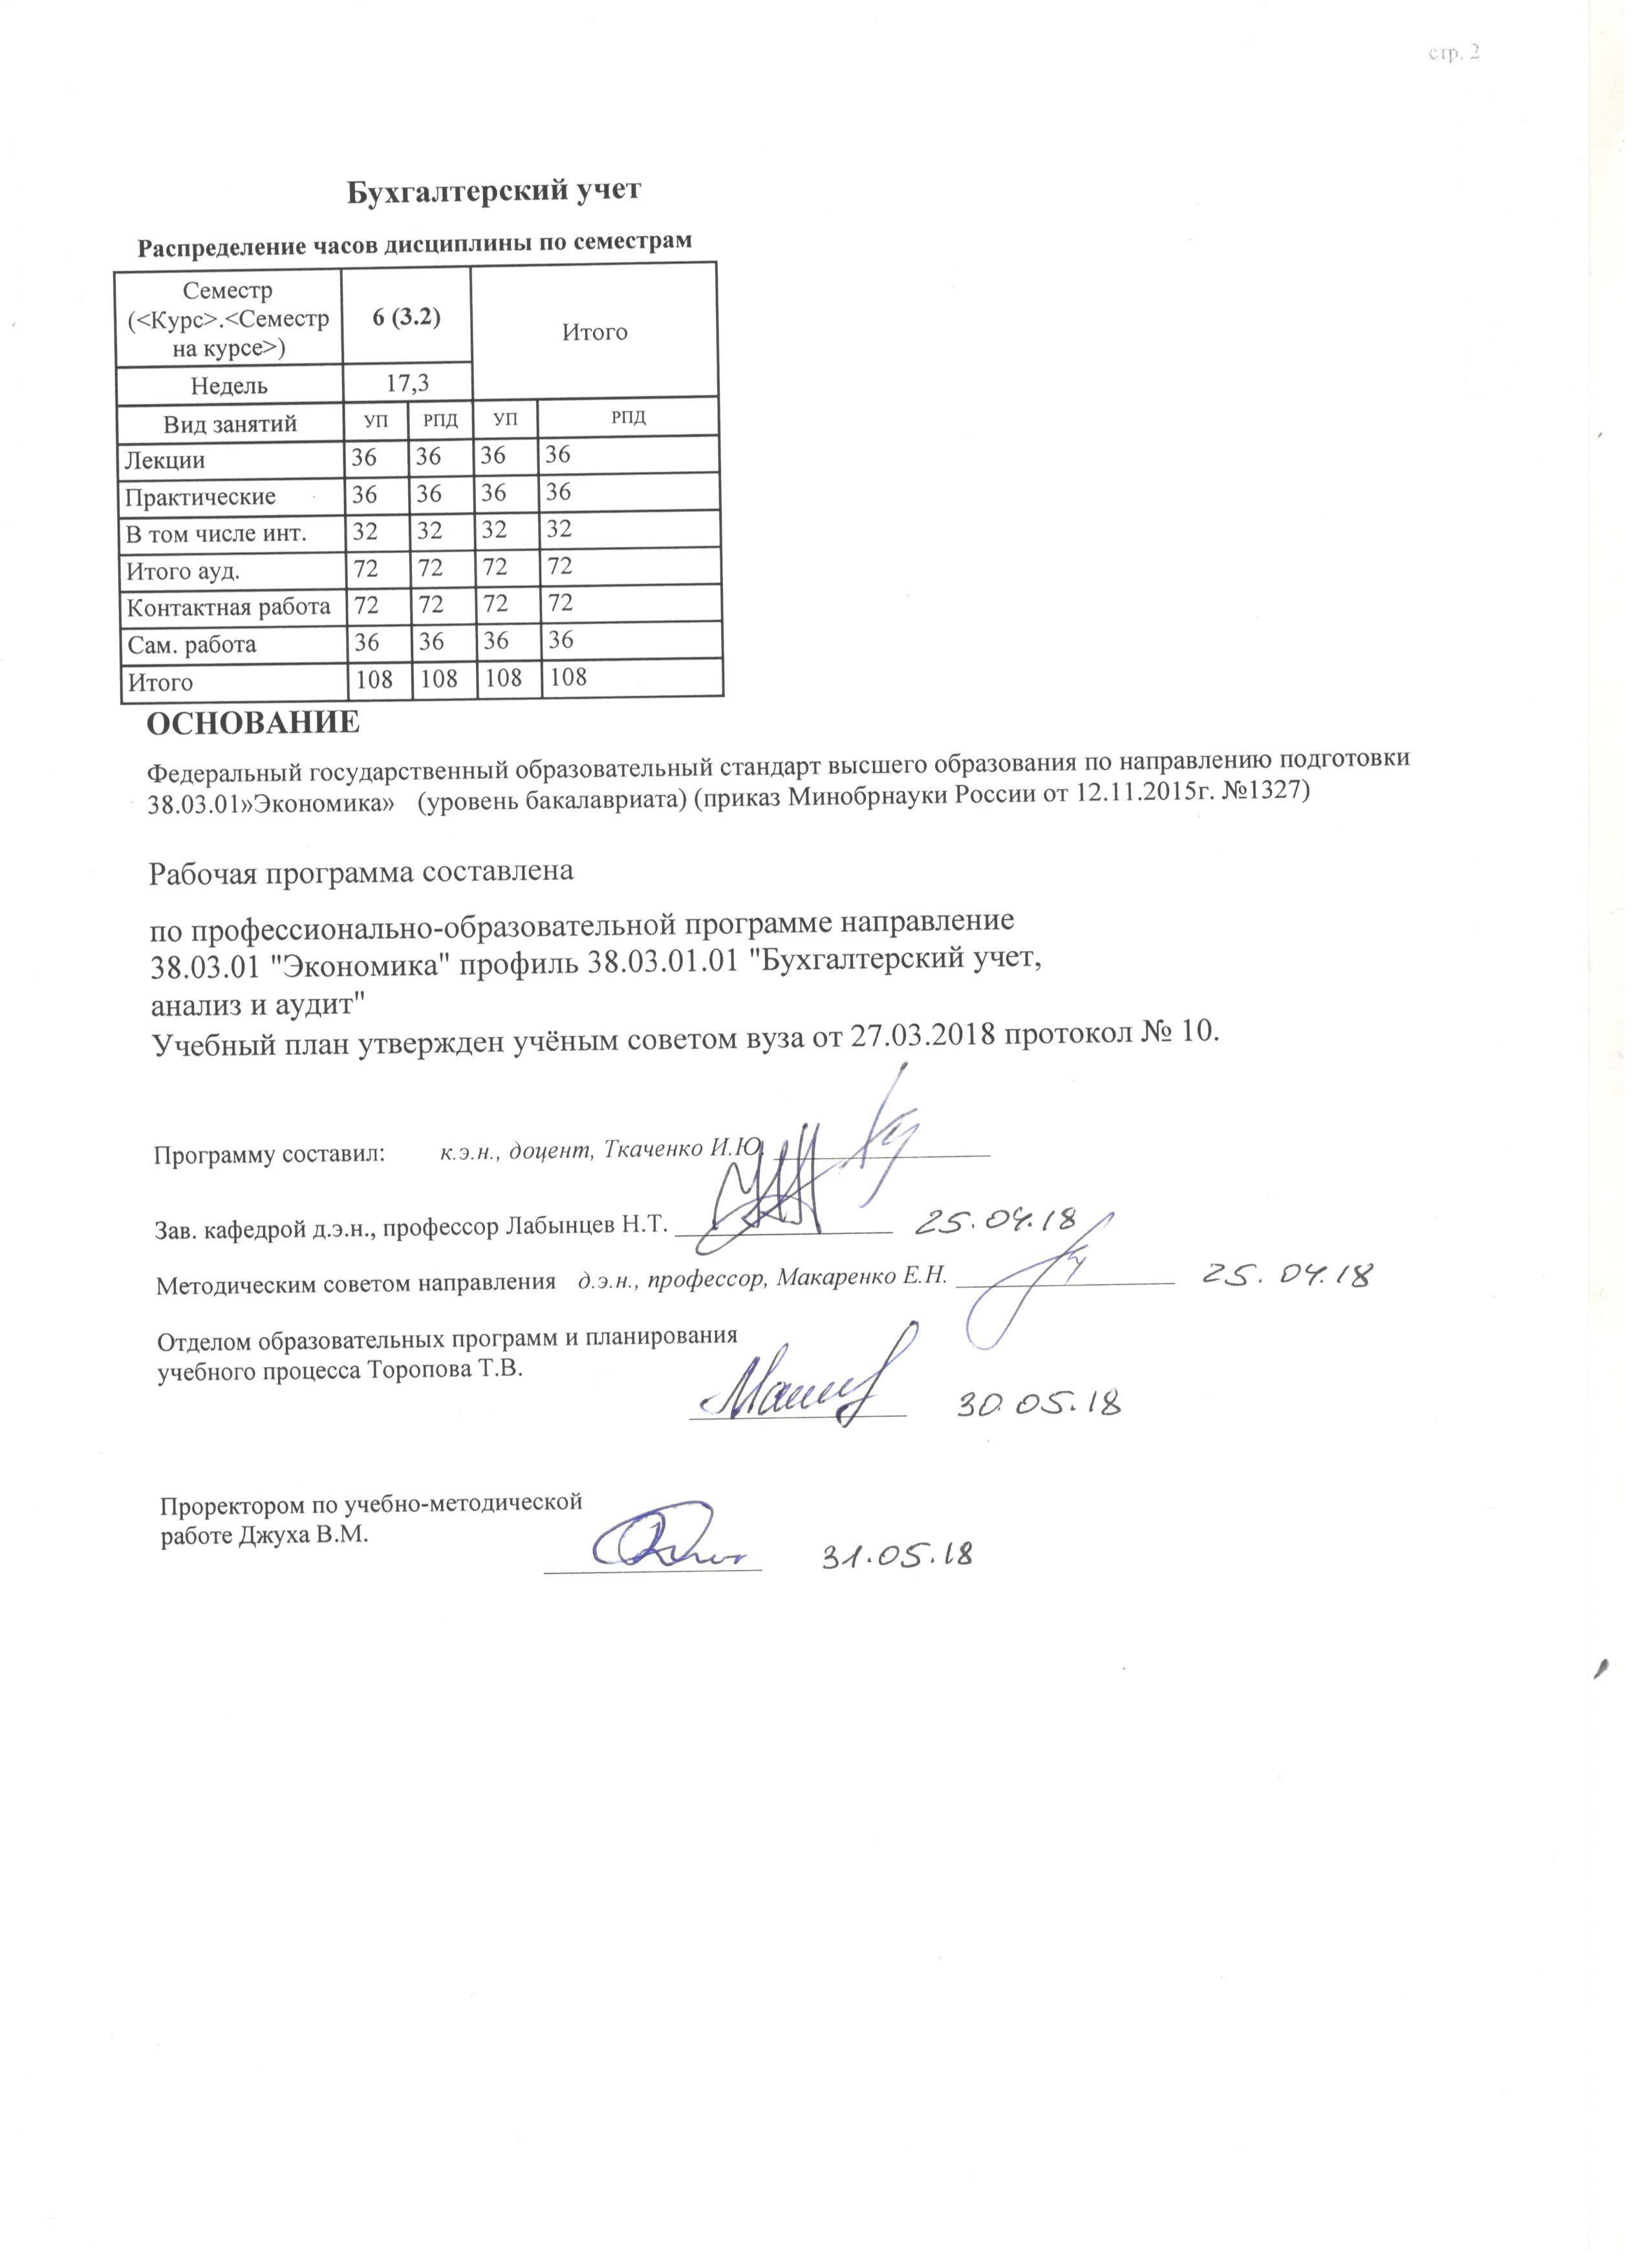 стр. 2
Бухгалтерский учет
Распределение часов дисциплины по семестрам
Семестр
(<Курс>.<Семестр
на курсе>)
6 (3.2)
Итого
Недель 17,3
Вид занятий УП РПД УП РПД
Лекции 36 36 36 36
Практические 36 36 36 36
В том числе инт. 32 32 32 32
Итого ауд. 72 72 72 72
Контактная работа 72 72 72 72
Сам. работа 36 36 36 36
Итого 108 108 108 108
ОСНОВАНИЕ
Федеральный государственный образовательный стандарт высшего образования по направлению подготовки
38.03.01»Экономика» (уровень бакалавриата) (приказ Минобрнауки России от 12.11.2015г. №1327)
Рабочая программа составлена
по профессионально-образовательной программе направление
38.03.01 "Экономика" профиль 38.03.01.01 "Бухгалтерский учет,
анализ и аудит"
Учебный план утвержден учёным советом вуза от 27.03.2018 протокол № 10.
Программу составил: к.э.н., доцент, Ткаченко И.Ю.
Зав. кафедрой д.э.н., профессор Лабынцев Н.Т. 25.04.18
Методическим советом направления д.э.н., профессор, Макаренко Е.Н. 25.04.18
Отделом образовательных программ и планирования
учебного процесса Торопова Т.В.
30.05.18
Проректором по учебно-методической
работе Джуха В.М.
31.05.18